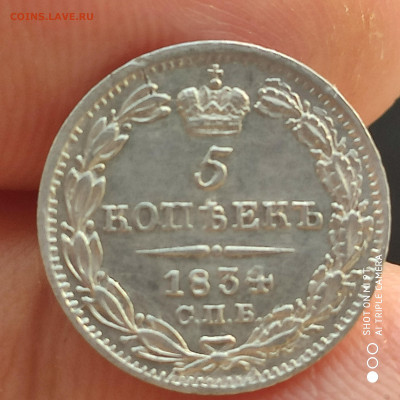 COINS.LAVE.RU
5
КОПѢЕКЪ
1834
С.П.Б.
SHOT ON MI 9T
AI TRIPLE CAMERA